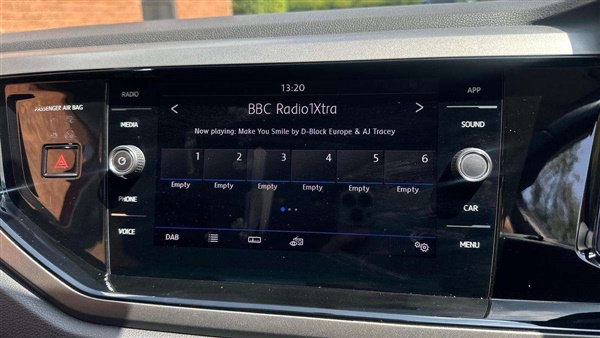 13:20
PASSENGER AIR BAG
RADIO
MEDIA
PHONE
VOICE
< BBC Radio1Xtra >
Now playing: Make You Smile by D-Block Europe & AJ Tracey
1 2 3 4 5 6
Empty Empty Empty Empty Empty Empty
DAB
APP
SOUND
CAR
MENU